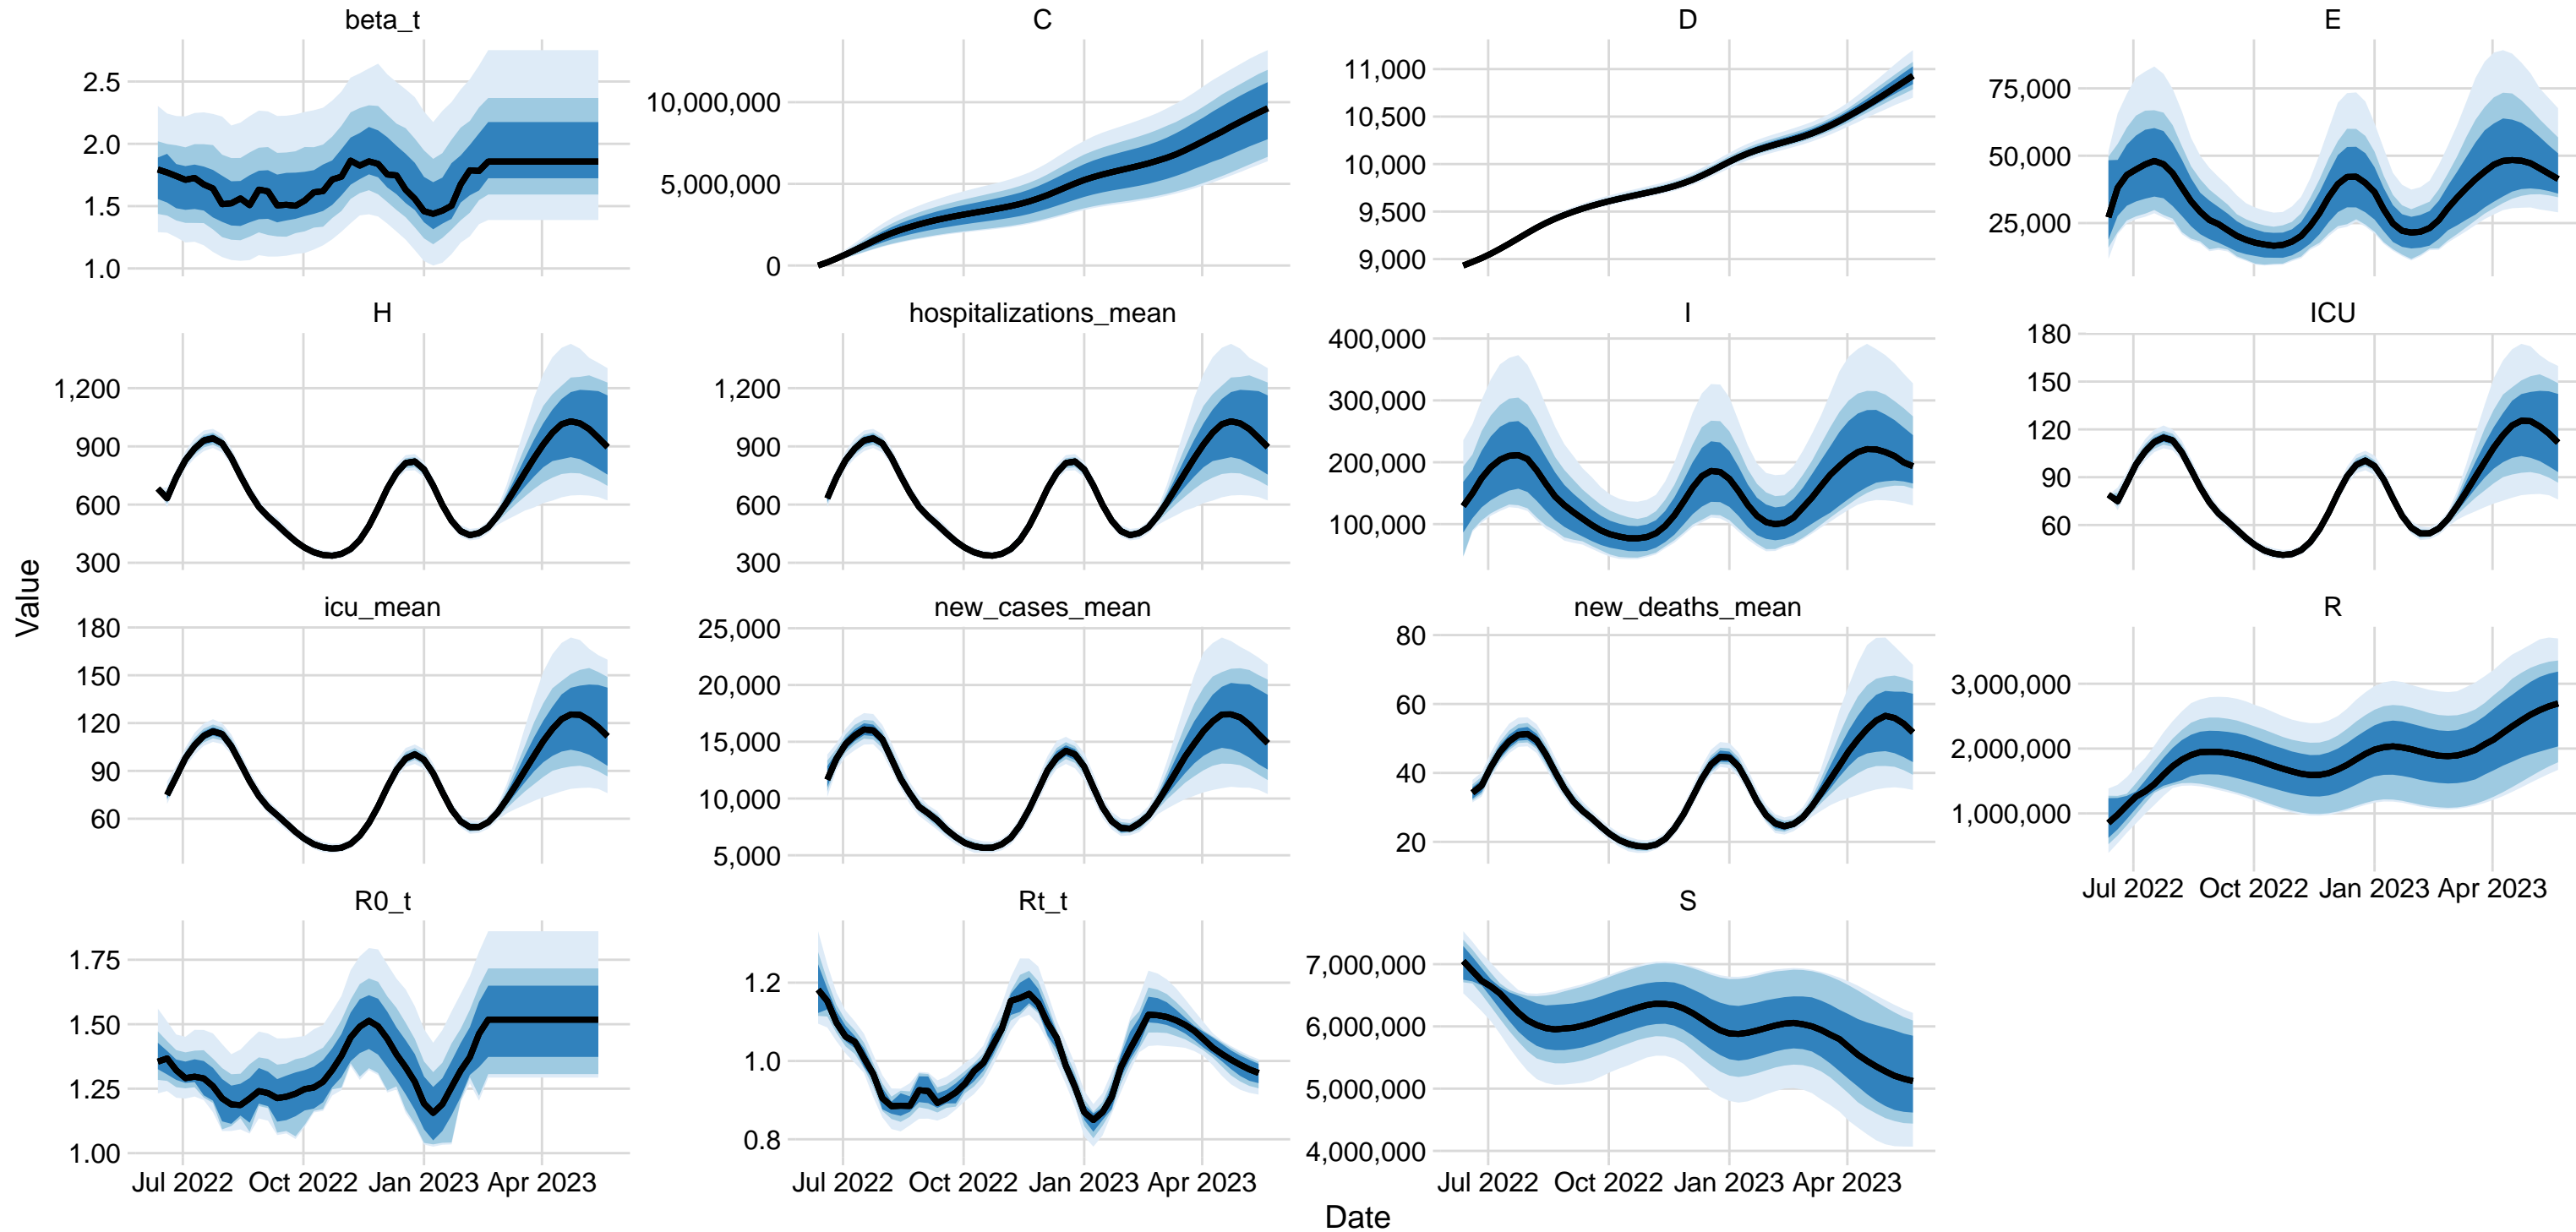 beta_t
C
D
E
2.5
2.0
1.5
1.0
10,000,000
5,000,000
0
11,000
10,500
10,000
9,500
9,000
75,000
50,000
25,000
H
hospitalizations_mean
I
ICU
1,200
900
600
300
1,200
900
600
300
400,000
300,000
200,000
100,000
180
150
120
90
60
icu_mean
new_cases_mean
new_deaths_mean
R
180
150
120
90
60
25,000
20,000
15,000
10,000
5,000
80
60
40
20
3,000,000
2,000,000
1,000,000
Jul 2022 Oct 2022 Jan 2023 Apr 2023
R0_t
Rt_t
S
1.75
1.50
1.25
1.00
1.2
1.0
0.8
7,000,000
6,000,000
5,000,000
4,000,000
Jul 2022 Oct 2022 Jan 2023 Apr 2023
Jul 2022 Oct 2022 Jan 2023 Apr 2023
Jul 2022 Oct 2022 Jan 2023 Apr 2023
Value
Date